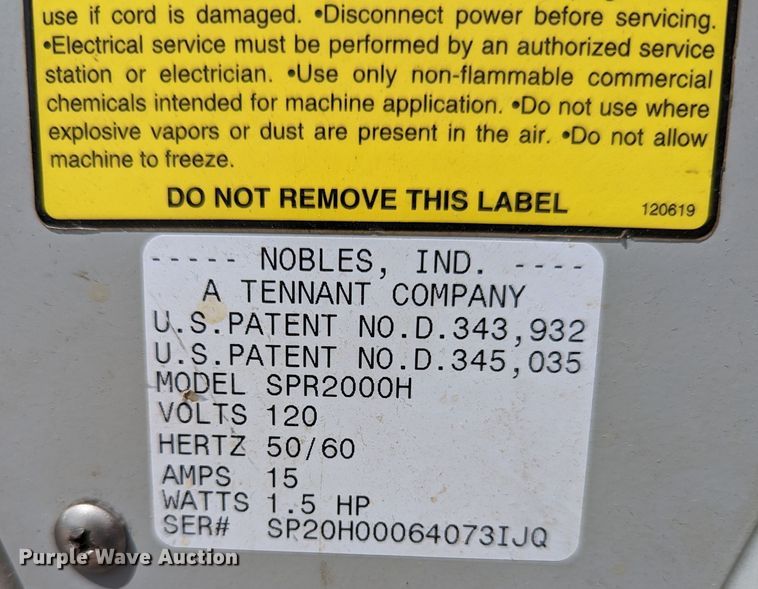 use if cord is damaged. •Disconnect power before servicing.
•Electrical service must be performed by an authorized service
station or electrician. •Use only non-flammable commercial
chemicals intended for machine application. •Do not use where
explosive vapors or dust are present in the air. •Do not allow
machine to freeze.
DO NOT REMOVE THIS LABEL 120619
----- NOBLES, IND. ----
A TENNANT COMPANY
U.S.PATENT NO.D.343,932
U.S.PATENT NO.D.345,035
MODEL SPR2000H
VOLTS 120
HERTZ 50/60
AMPS 15
WATTS 1.5 HP
SER# SP20H00064073IJQ
Purple Wave Auction